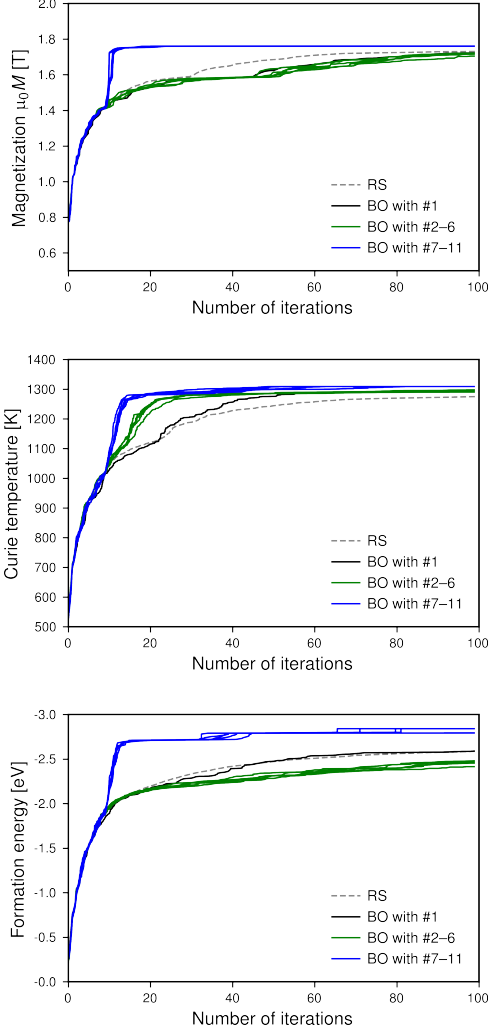 Magnetization μ0M [T]
2.0
1.8
1.6
1.4
1.2
1.0
0.8
0.6
RS
BO with #1
BO with #2–6
BO with #7–11
0 20 40 60 80 100
Number of iterations
Curie temperature [K]
1400
1300
1200
1100
1000
900
800
700
600
500
RS
BO with #1
BO with #2–6
BO with #7–11
0 20 40 60 80 100
Number of iterations
Formation energy [eV]
-3.0
-2.5
-2.0
-1.5
-1.0
-0.5
-0.0
RS
BO with #1
BO with #2–6
BO with #7–11
0 20 40 60 80 100
Number of iterations